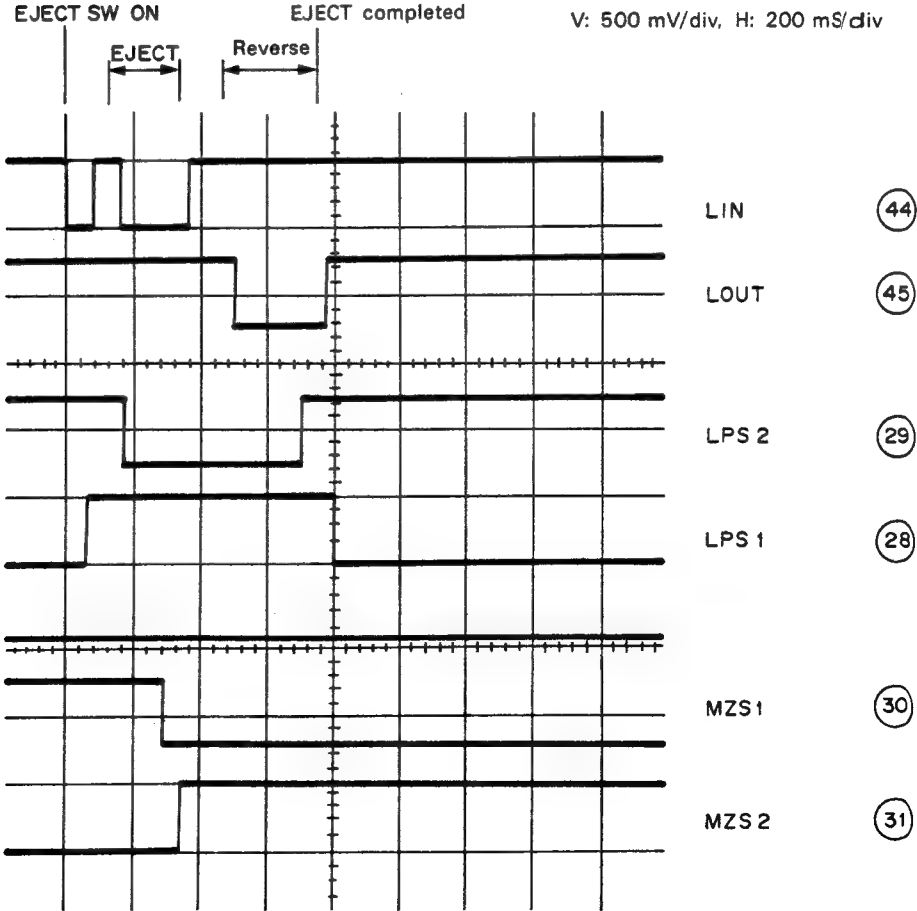 EJECT SW ON EJECT completed V: 500 mV/div, H: 200 mS/div
EJECT Reverse
LIN 44
LOUT 45
LPS 2 29
LPS 1 28
MZS 1 30
MZS 2 31